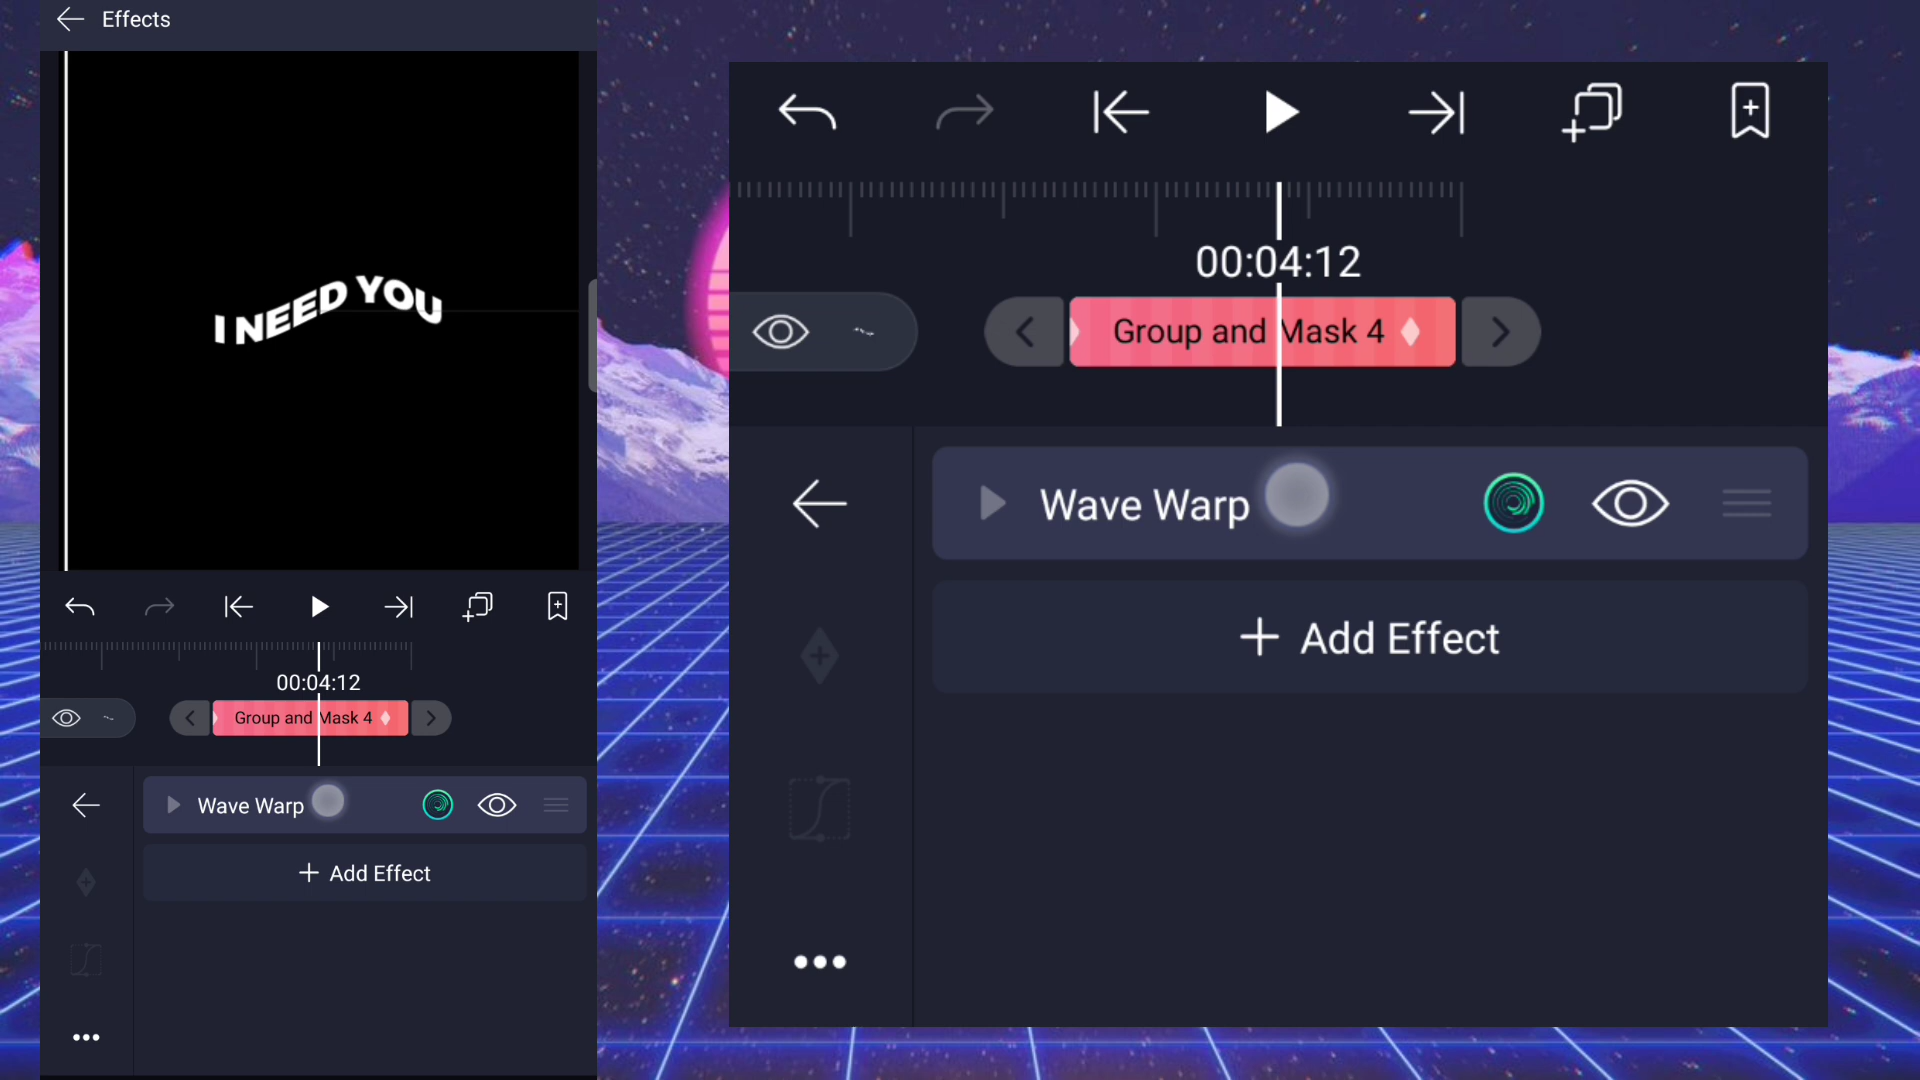 Effects
I NEED YOU
00:04:12
Group and Mask 4
Wave Warp
Add Effect
00:04:12
Group and Mask 4
Wave Warp
Add Effect